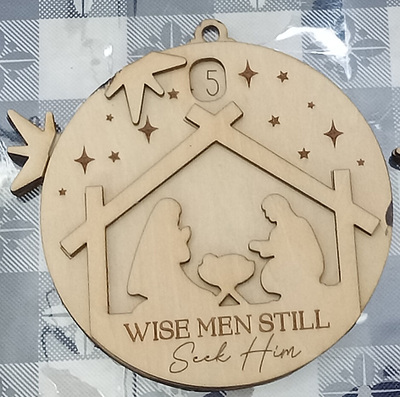 5
WISE MEN STILL
Seek Him